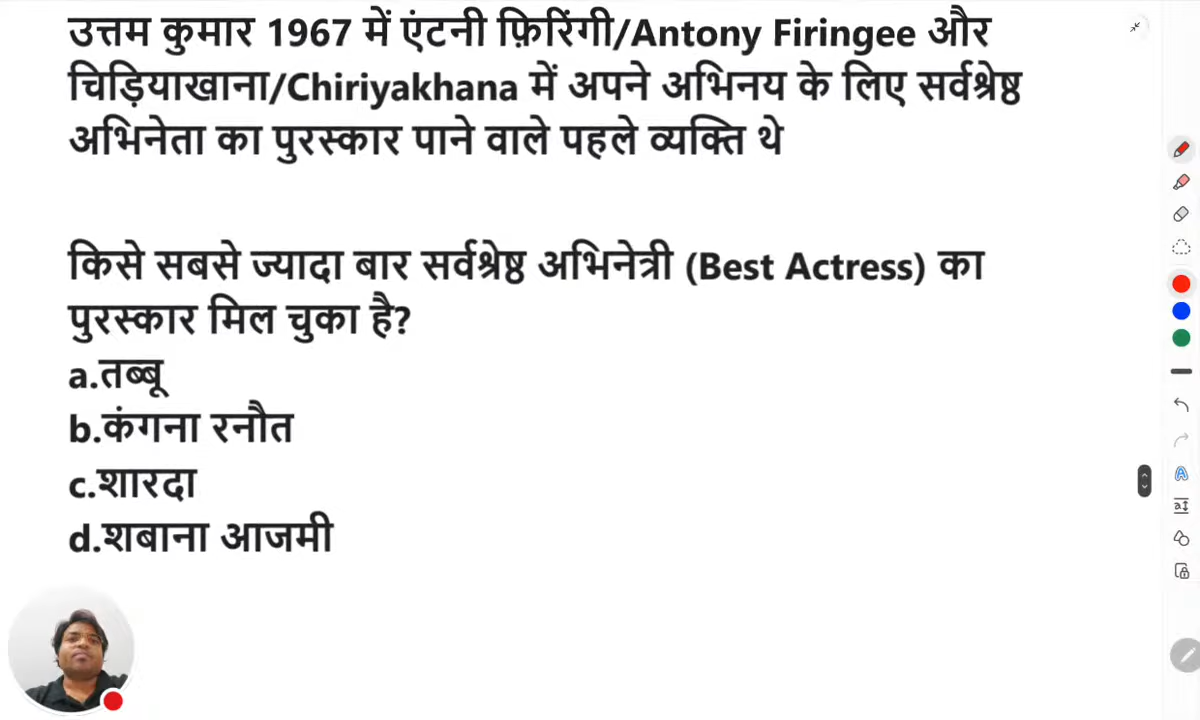 उत्तम कुमार 1967 में एंटनी फ़िरिंगी/Antony Firingee और
चिड़ियाखाना/Chiriyakhana में अपने अभिनय के लिए सर्वश्रेष्ठ
अभिनेता का पुरस्कार पाने वाले पहले व्यक्ति थे
किसे सबसे ज्यादा बार सर्वश्रेष्ठ अभिनेत्री (Best Actress) का
पुरस्कार मिल चुका है?
a.तब्बू
b.कंगना रनौत
c.शारदा
d.शबाना आजमी